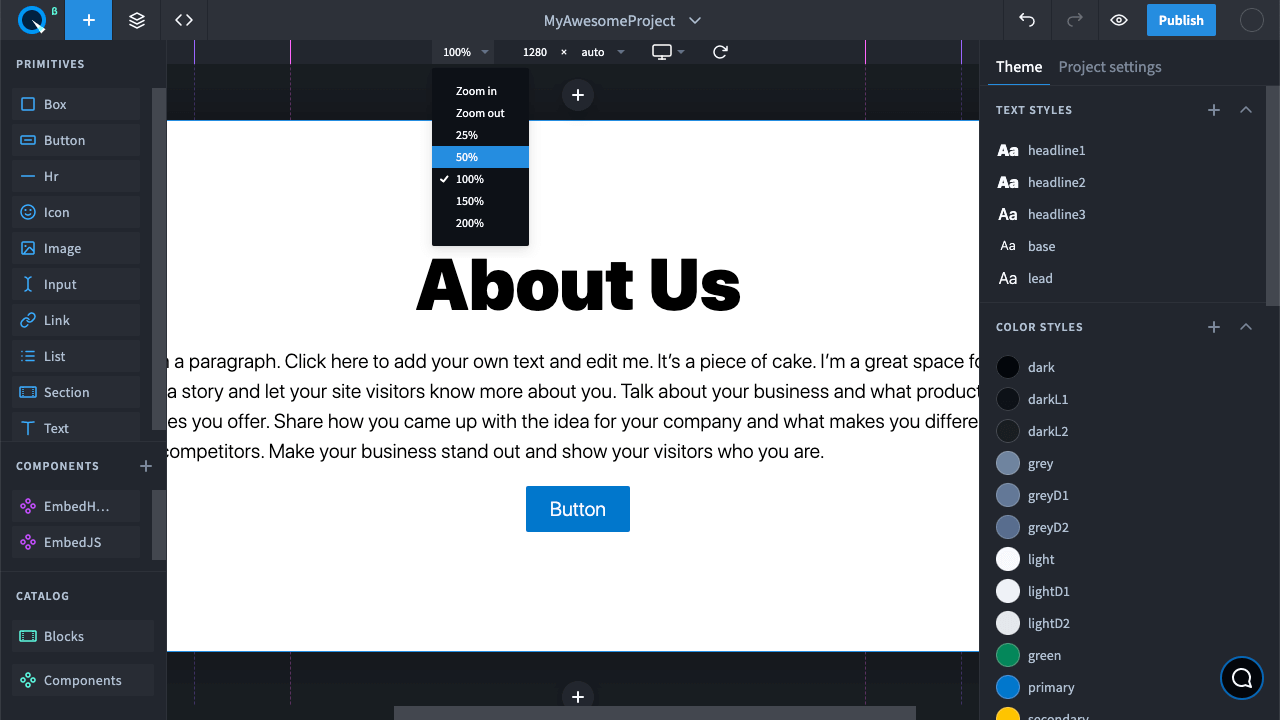 β
MyAwesomeProject
Publish
PRIMITIVES
Box
Button
Hr
Icon
Image
Input
Link
List
Section
Text
COMPONENTS
EmbedH...
EmbedJS
CATALOG
Blocks
Components
100%
1280 × auto
Zoom in
Zoom out
25%
50%
100%
150%
200%
About Us
a paragraph. Click here to add your own text and edit me. It's a piece of cake. I'm a great space fo
a story and let your site visitors know more about you. Talk about your business and what product
es you offer. Share how you came up with the idea for your company and what makes you differe
competitors. Make your business stand out and show your visitors who you are.
Button
Theme
Project settings
TEXT STYLES
Aa headline1
Aa headline2
Aa headline3
Aa base
Aa lead
COLOR STYLES
dark
darkL1
darkL2
grey
greyD1
greyD2
light
lightD1
lightD2
green
primary
secondary